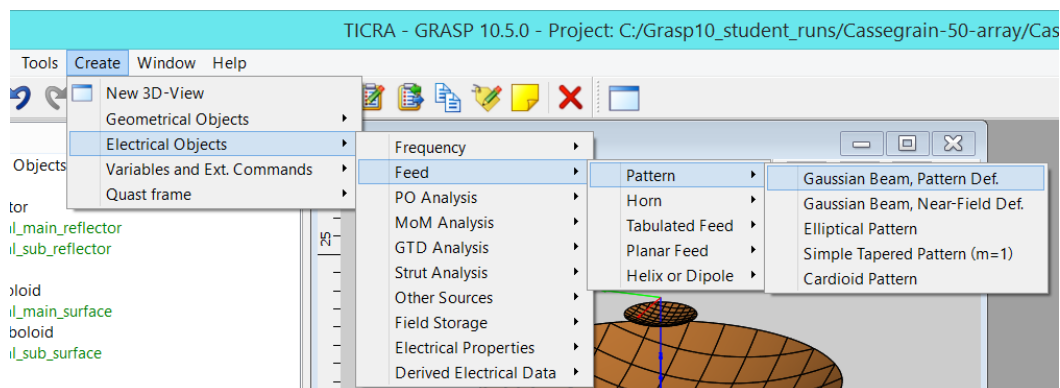 TICRA - GRASP 10.5.0 - Project: C:/Grasp10_student_runs/Cassegrain-50-array/Cas
Tools Create Window Help
New 3D-View
Geometrical Objects
Electrical Objects
Variables and Ext. Commands
Quast frame
Objects
tor
l_main_reflector
l_sub_reflector
oloid
l_main_surface
boloid
l_sub_surface
25
Frequency
Feed
PO Analysis
MoM Analysis
GTD Analysis
Strut Analysis
Other Sources
Field Storage
Electrical Properties
Derived Electrical Data
Pattern
Horn
Tabulated Feed
Planar Feed
Helix or Dipole
Gaussian Beam, Pattern Def.
Gaussian Beam, Near-Field Def.
Elliptical Pattern
Simple Tapered Pattern (m=1)
Cardioid Pattern